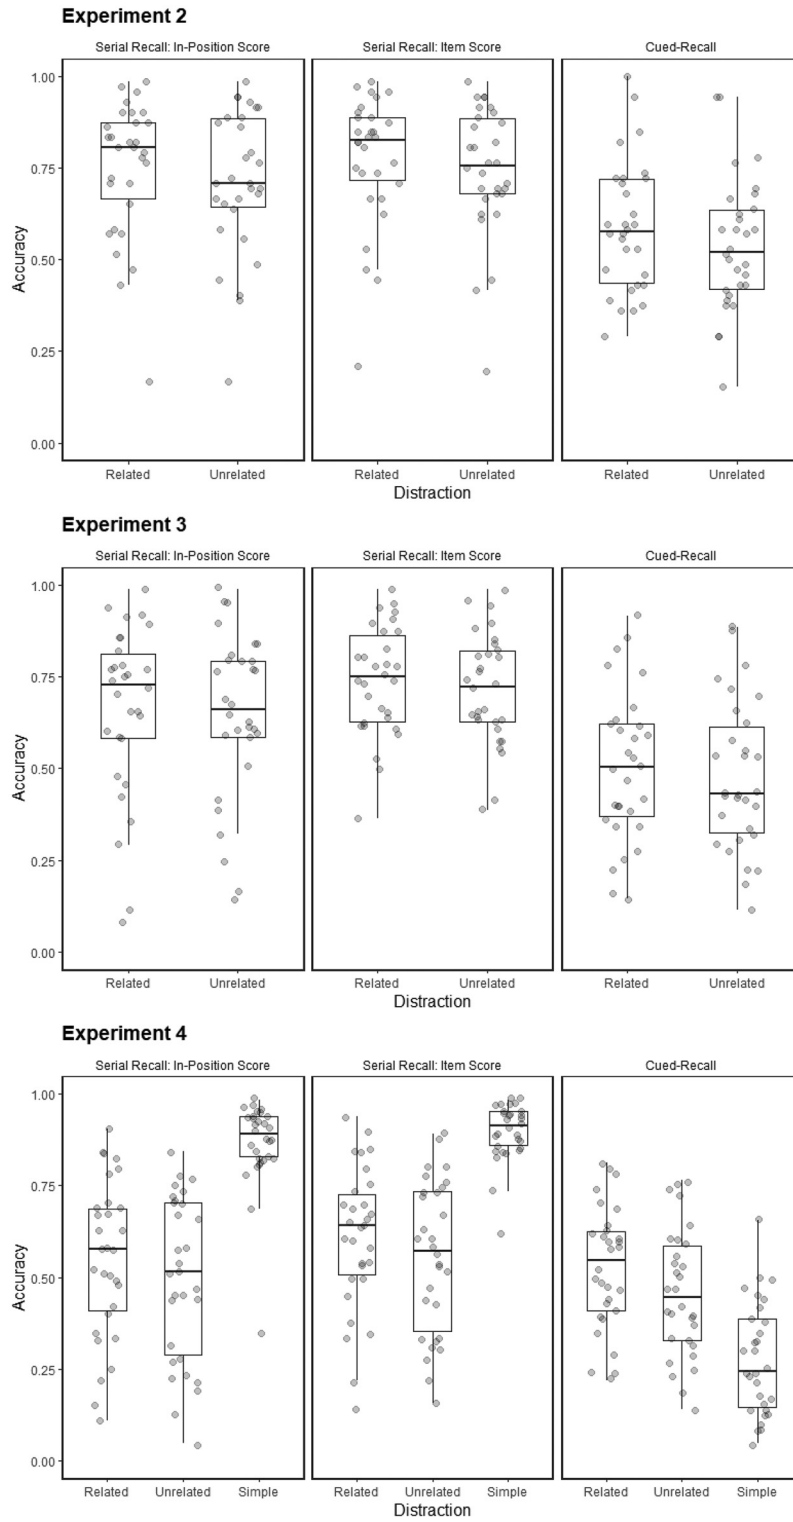 Experiment 2
Serial Recall: In-Position Score Serial Recall: Item Score Cued-Recall
1.00
0.75
Accuracy
0.50
0.25
0.00
Related Unrelated Related Unrelated Related Unrelated
Distraction
Experiment 3
Serial Recall: In-Position Score Serial Recall: Item Score Cued-Recall
1.00
0.75
Accuracy
0.50
0.25
0.00
Related Unrelated Related Unrelated Related Unrelated
Distraction
Experiment 4
Serial Recall: In-Position Score Serial Recall: Item Score Cued-Recall
1.00
0.75
Accuracy
0.50
0.25
0.00
Related Unrelated Simple Related Unrelated Simple Related Unrelated Simple
Distraction